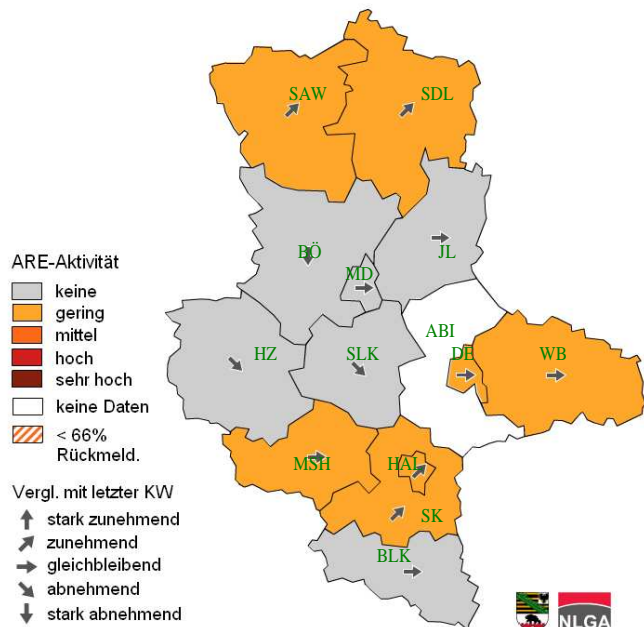 SAW
SDL
BÖ
MD
JL
ABI
HZ
SLK
DE
WB
MSH
HAL
SK
BLK
ARE-Aktivität
keine
gering
mittel
hoch
sehr hoch
keine Daten
< 66%
Rückmeld.
Vergl. mit letzter KW
stark zunehmend
zunehmend
gleichbleibend
abnehmend
stark abnehmend
NLGA